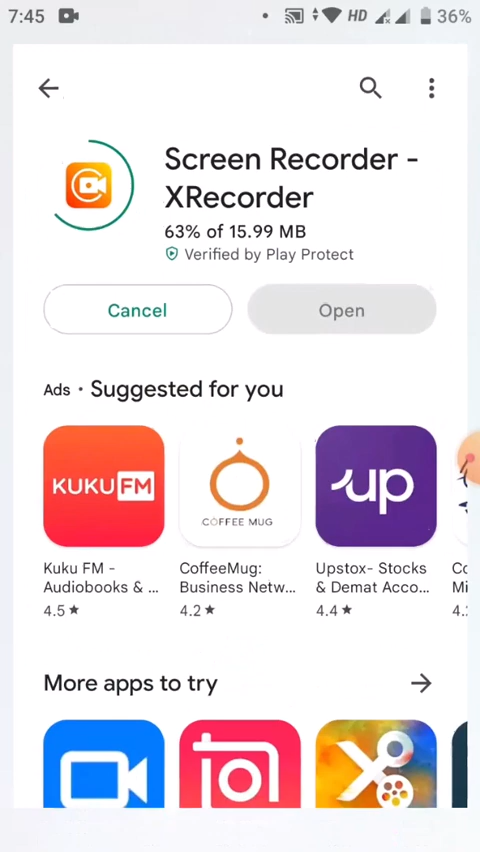 7:45
HD
36%
Screen Recorder -
XRecorder
63% of 15.99 MB
Verified by Play Protect
Cancel
Open
Ads • Suggested for you
KUKU FM
COFFEE MUG
up
Kuku FM -
Audiobooks & ...
4.5 ★
CoffeeMug:
Business Netw...
4.2 ★
Upstox- Stocks
& Demat Acco...
4.4 ★
More apps to try